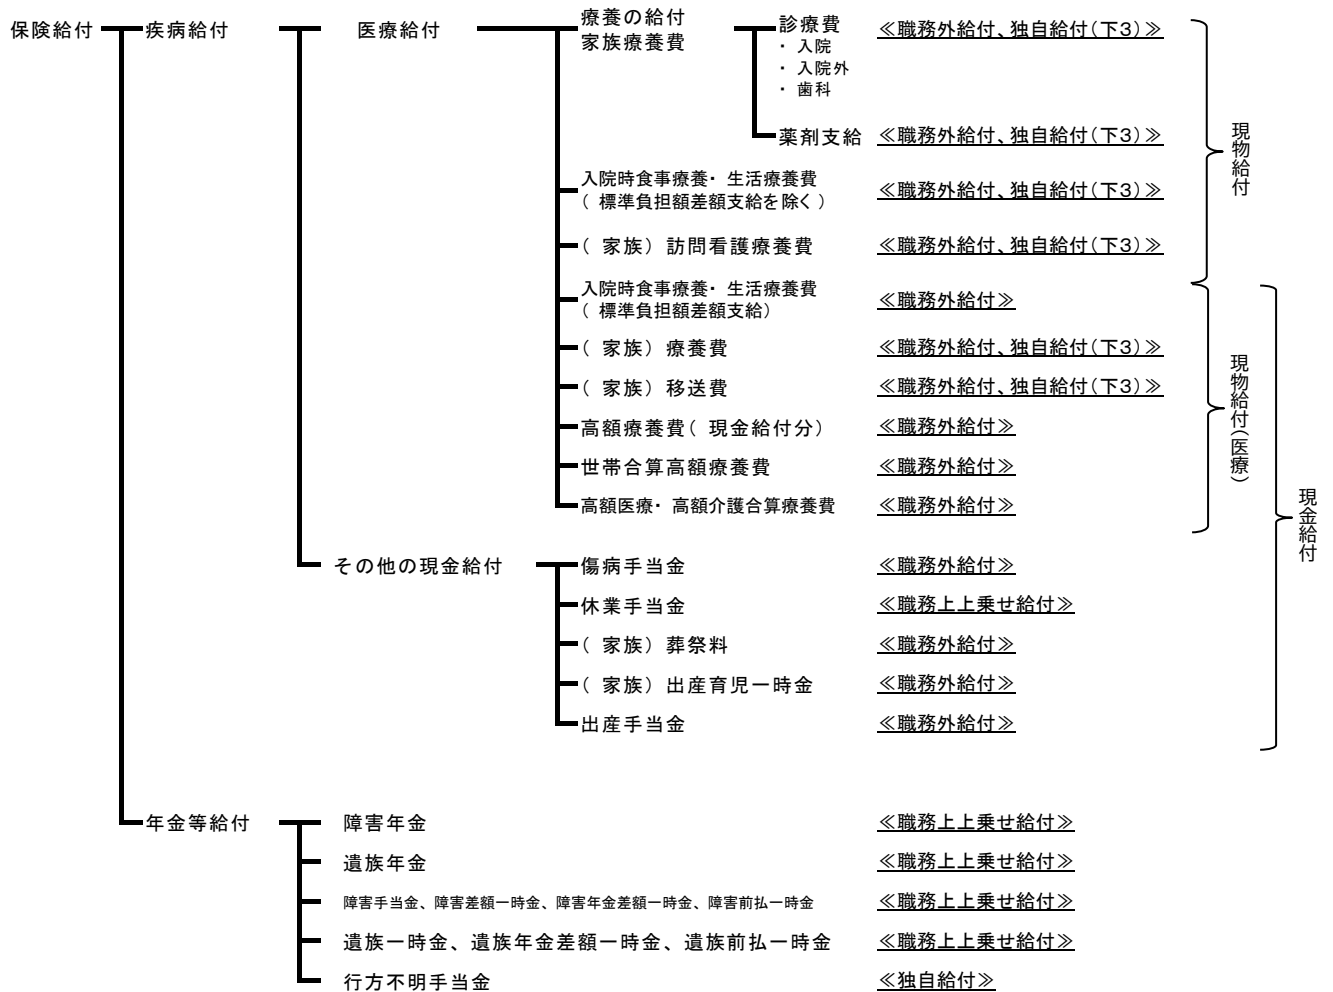 保険給付 疾病給付 医療給付 療養の給付 診療費 ≪職務外給付、独自給付（下3）≫
家族療養費
・ 入院
・ 入院外
・ 歯科
薬剤支給 ≪職務外給付、独自給付（下3）≫
現物給付
入院時食事療養・ 生活療養費
（ 標準負担額差額支給を除く ） ≪職務外給付、独自給付（下3）≫
（ 家族） 訪問看護療養費 ≪職務外給付、独自給付（下3）≫
入院時食事療養・ 生活療養費
（ 標準負担額差額支給） ≪職務外給付≫
（ 家族） 療養費 ≪職務外給付、独自給付（下3）≫
（ 家族） 移送費 ≪職務外給付、独自給付（下3）≫
現物給付（医療）
高額療養費（ 現金給付分） ≪職務外給付≫
世帯合算高額療養費 ≪職務外給付≫
高額医療・ 高額介護合算療養費 ≪職務外給付≫
現金給付
その他の現金給付 傷病手当金 ≪職務外給付≫
休業手当金 ≪職務上上乗せ給付≫
（ 家族） 葬祭料 ≪職務外給付≫
（ 家族） 出産育児一時金 ≪職務外給付≫
出産手当金 ≪職務外給付≫
年金等給付 障害年金 ≪職務上上乗せ給付≫
遺族年金 ≪職務上上乗せ給付≫
障害手当金、障害差額一時金、障害年金差額一時金、障害前払一時金 ≪職務上上乗せ給付≫
遺族一時金、遺族年金差額一時金、遺族前払一時金 ≪職務上上乗せ給付≫
行方不明手当金 ≪独自給付≫